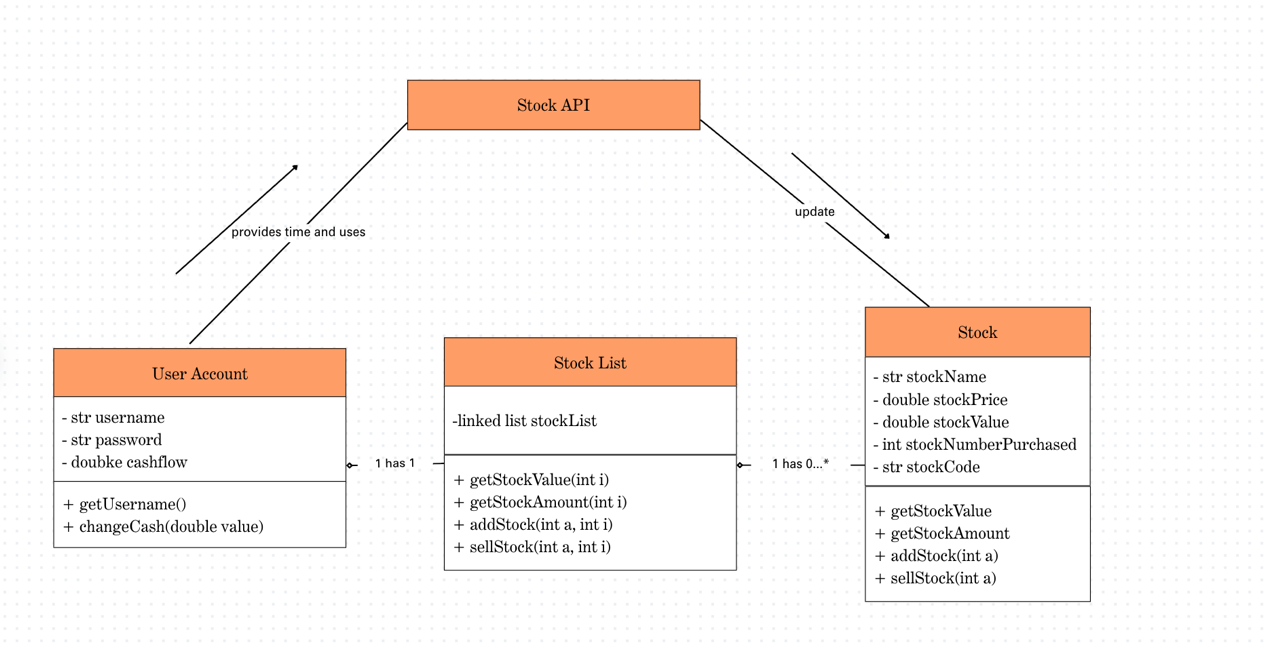 Stock API
provides time and uses
update
User Account
- str username
- str password
- doubke cashflow
+ getUsername()
+ changeCash(double value)
1 has 1
Stock List
-linked list stockList
+ getStockValue(int i)
+ getStockAmount(int i)
+ addStock(int a, int i)
+ sellStock(int a, int i)
1 has 0...*
Stock
- str stockName
- double stockPrice
- double stockValue
- int stockNumberPurchased
- str stockCode
+ getStockValue
+ getStockAmount
+ addStock(int a)
+ sellStock(int a)